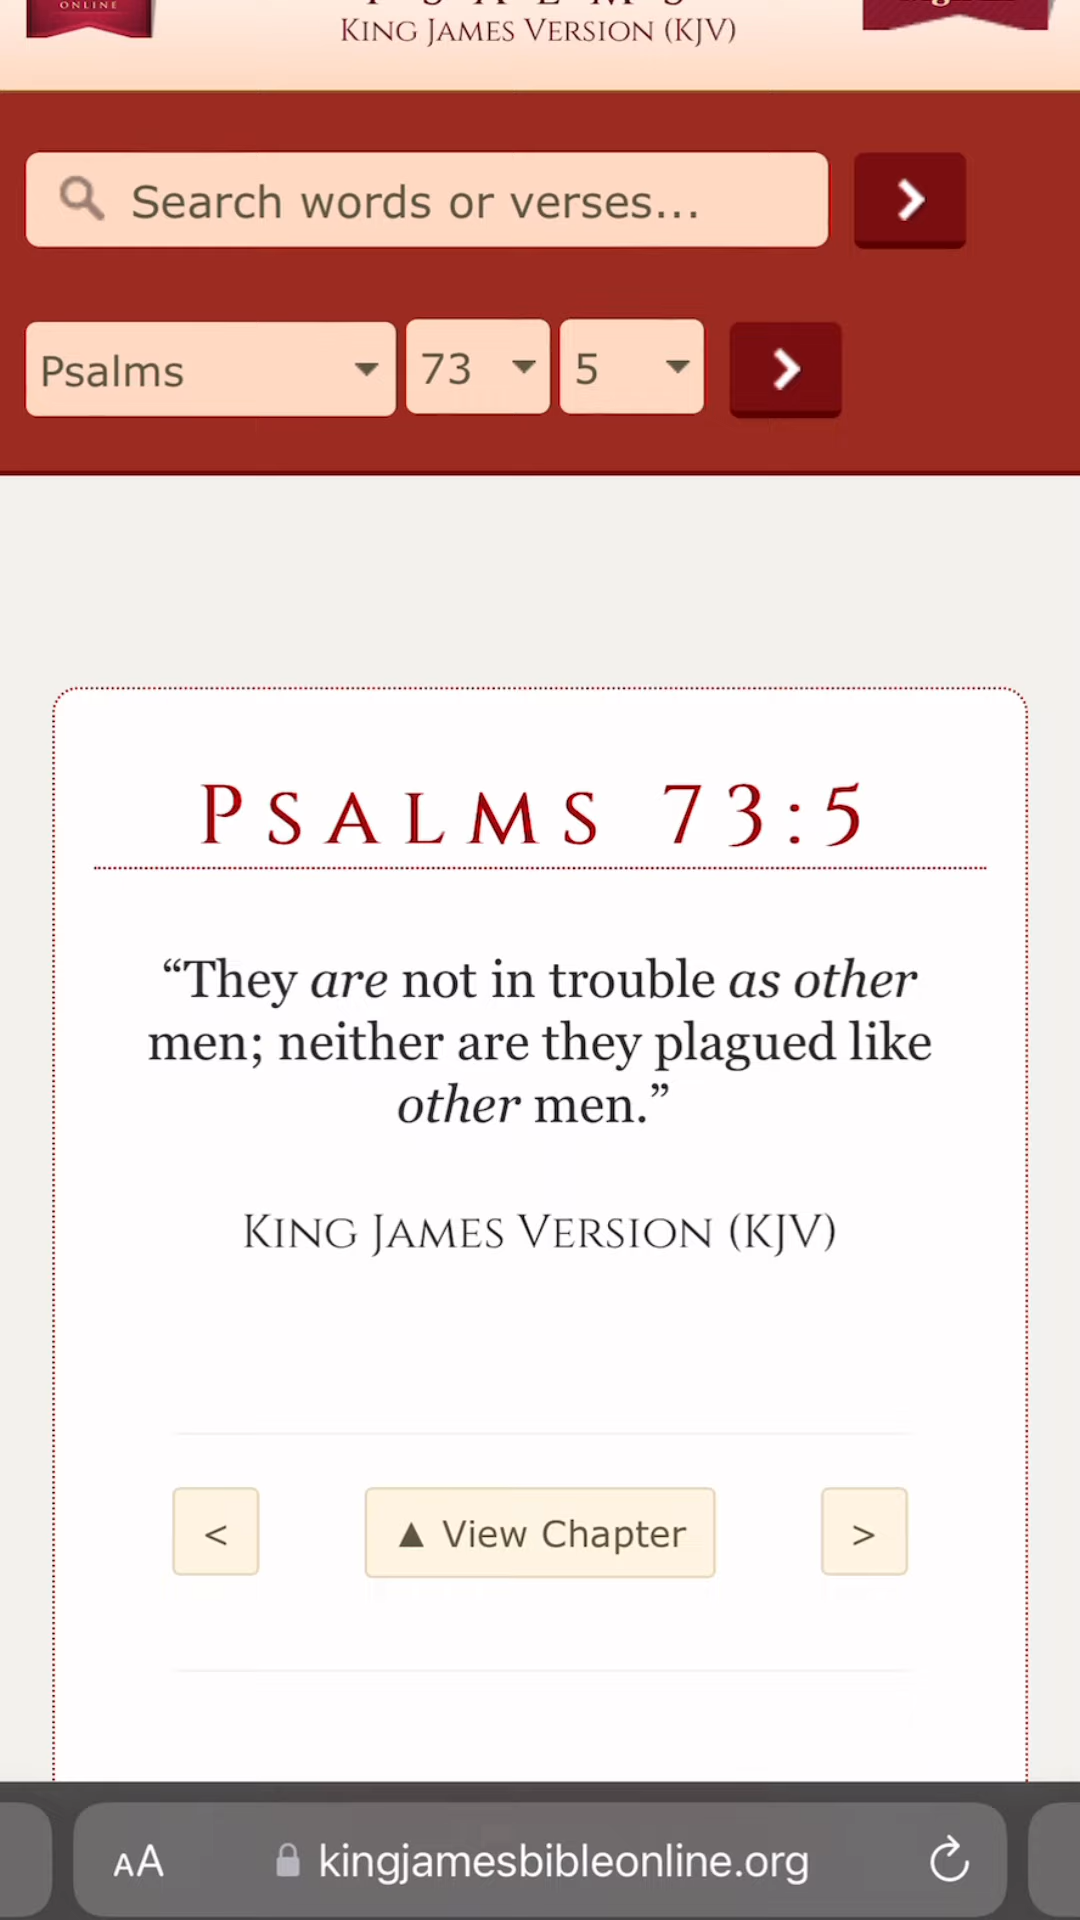 ONLINE
PSALMS
KING JAMES VERSION (KJV)
Search words or verses...
Psalms 73 5
PSALMS 73:5
“They are not in trouble as other
men; neither are they plagued like
other men.”
KING JAMES VERSION (KJV)
< ▲ View Chapter >
AA kingjamesbibleonline.org